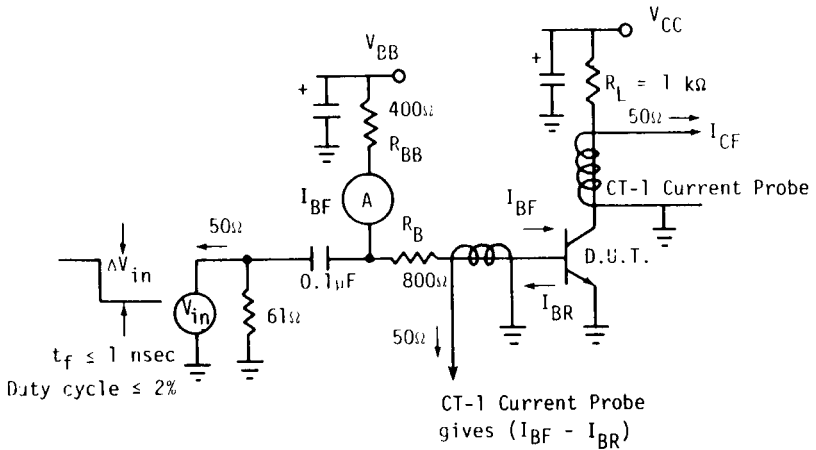 V_CC
V_BB
+
+
R_L = 1 kΩ
400Ω
50Ω
I_CF
R_BB
CT-1 Current Probe
I_BF
A
I_BF
R_B
50Ω
D.U.T.
ΔV_in
0.1μF
800Ω
V_in
61Ω
I_BR
t_f ≤ 1 nsec
50Ω
Duty cycle ≤ 2%
CT-1 Current Probe
gives (I_BF - I_BR)